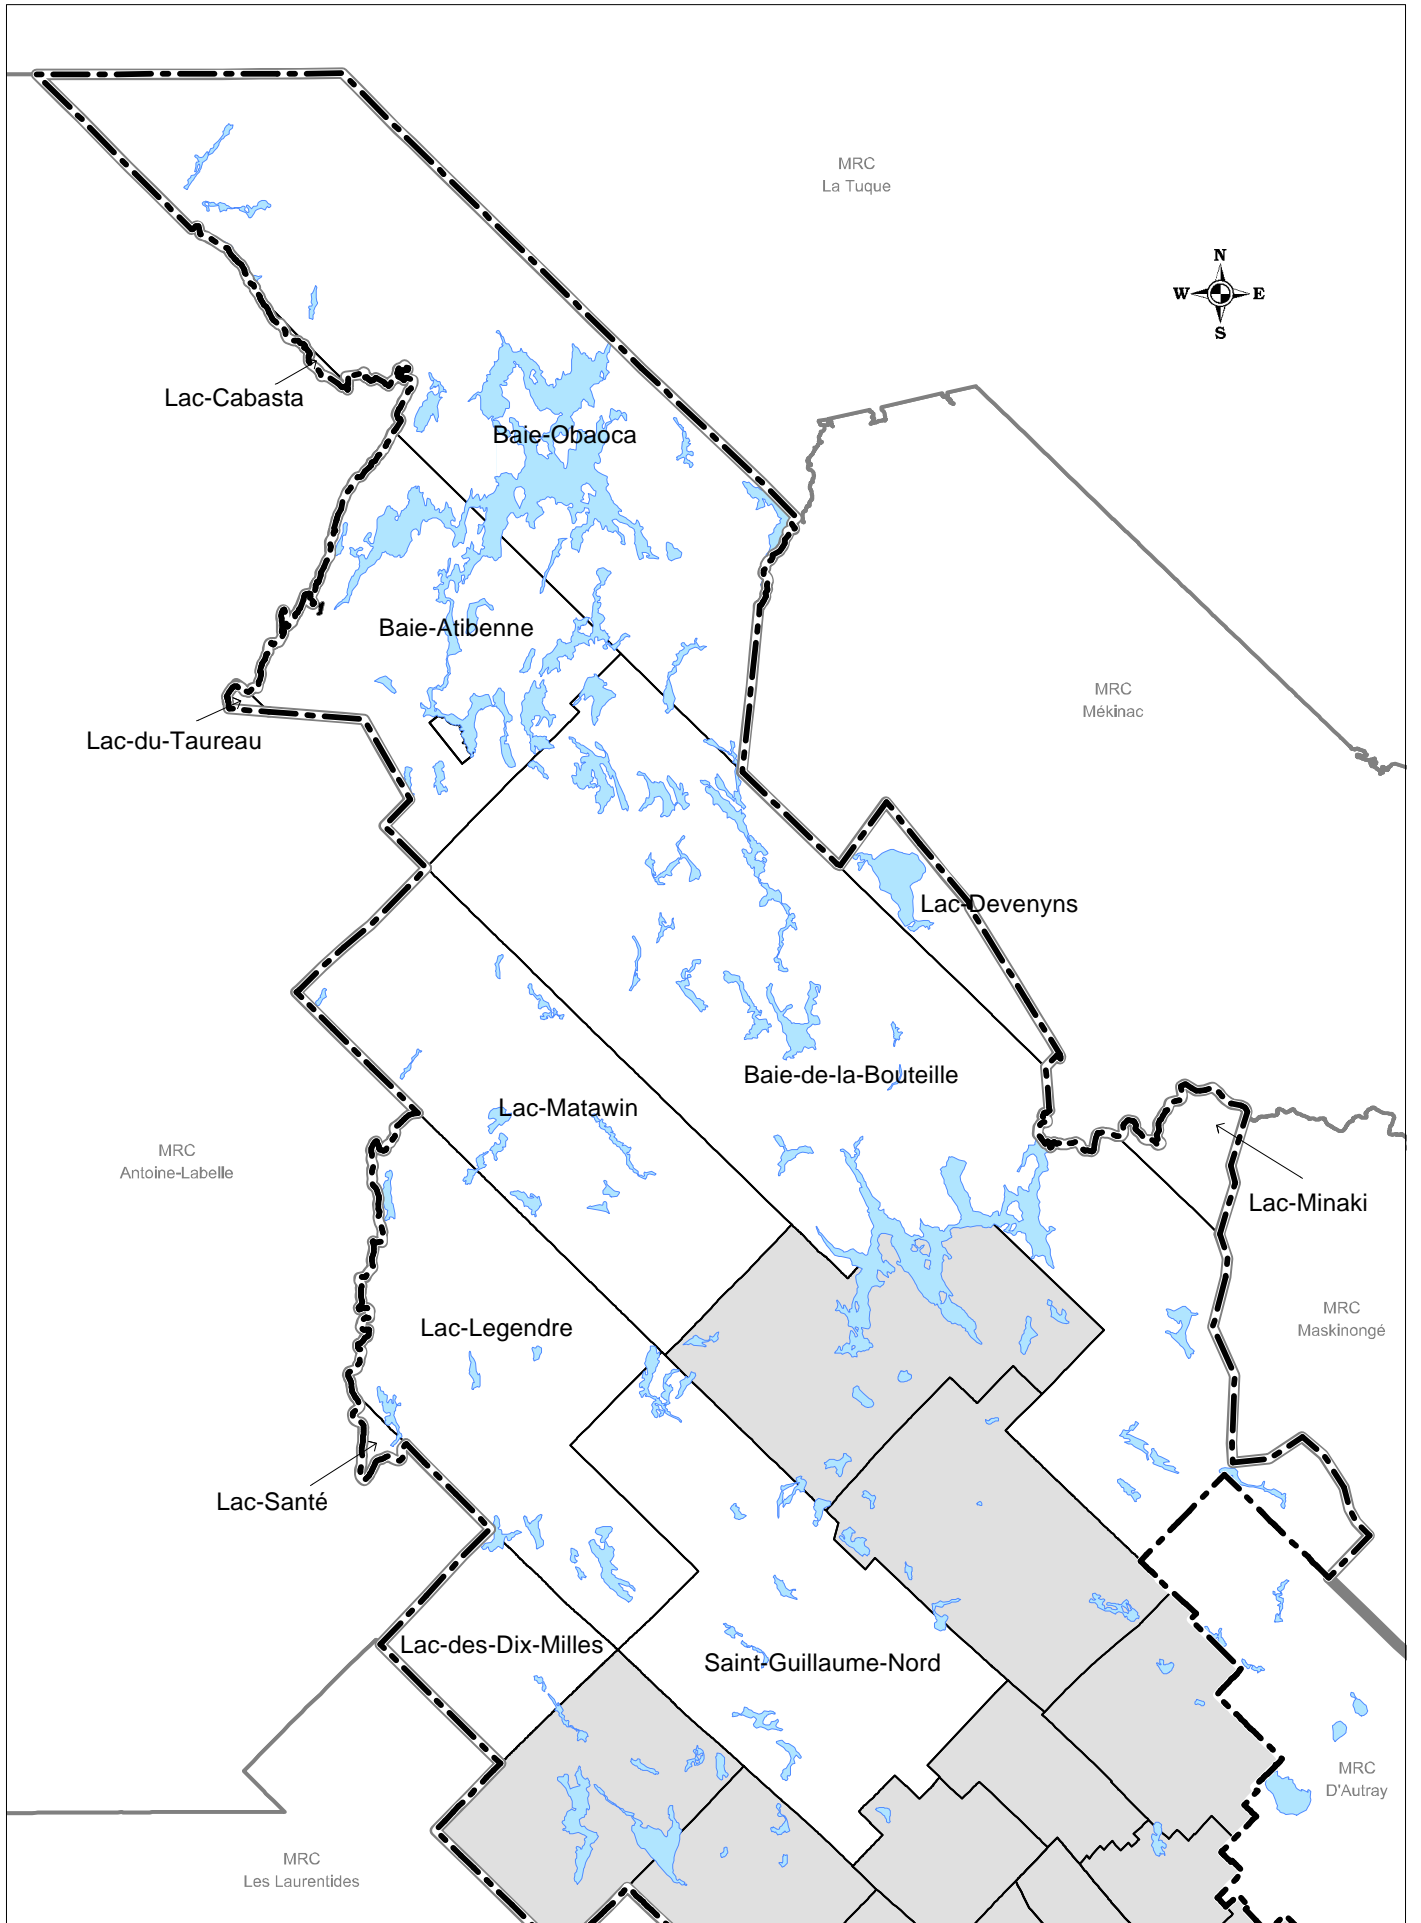 MRC
La Tuque
N
W E
S
Lac-Cabasta
Baie-Obaoca
Baie-Atibenne
MRC
Mékinac
Lac-du-Taureau
Lac-Devenyns
Baie-de-la-Bouteille
Lac-Matawin
MRC
Antoine-Labelle
Lac-Minaki
MRC
Maskinongé
Lac-Legendre
Lac-Santé
Lac-des-Dix-Milles
Saint-Guillaume-Nord
MRC
D'Autray
MRC
Les Laurentides